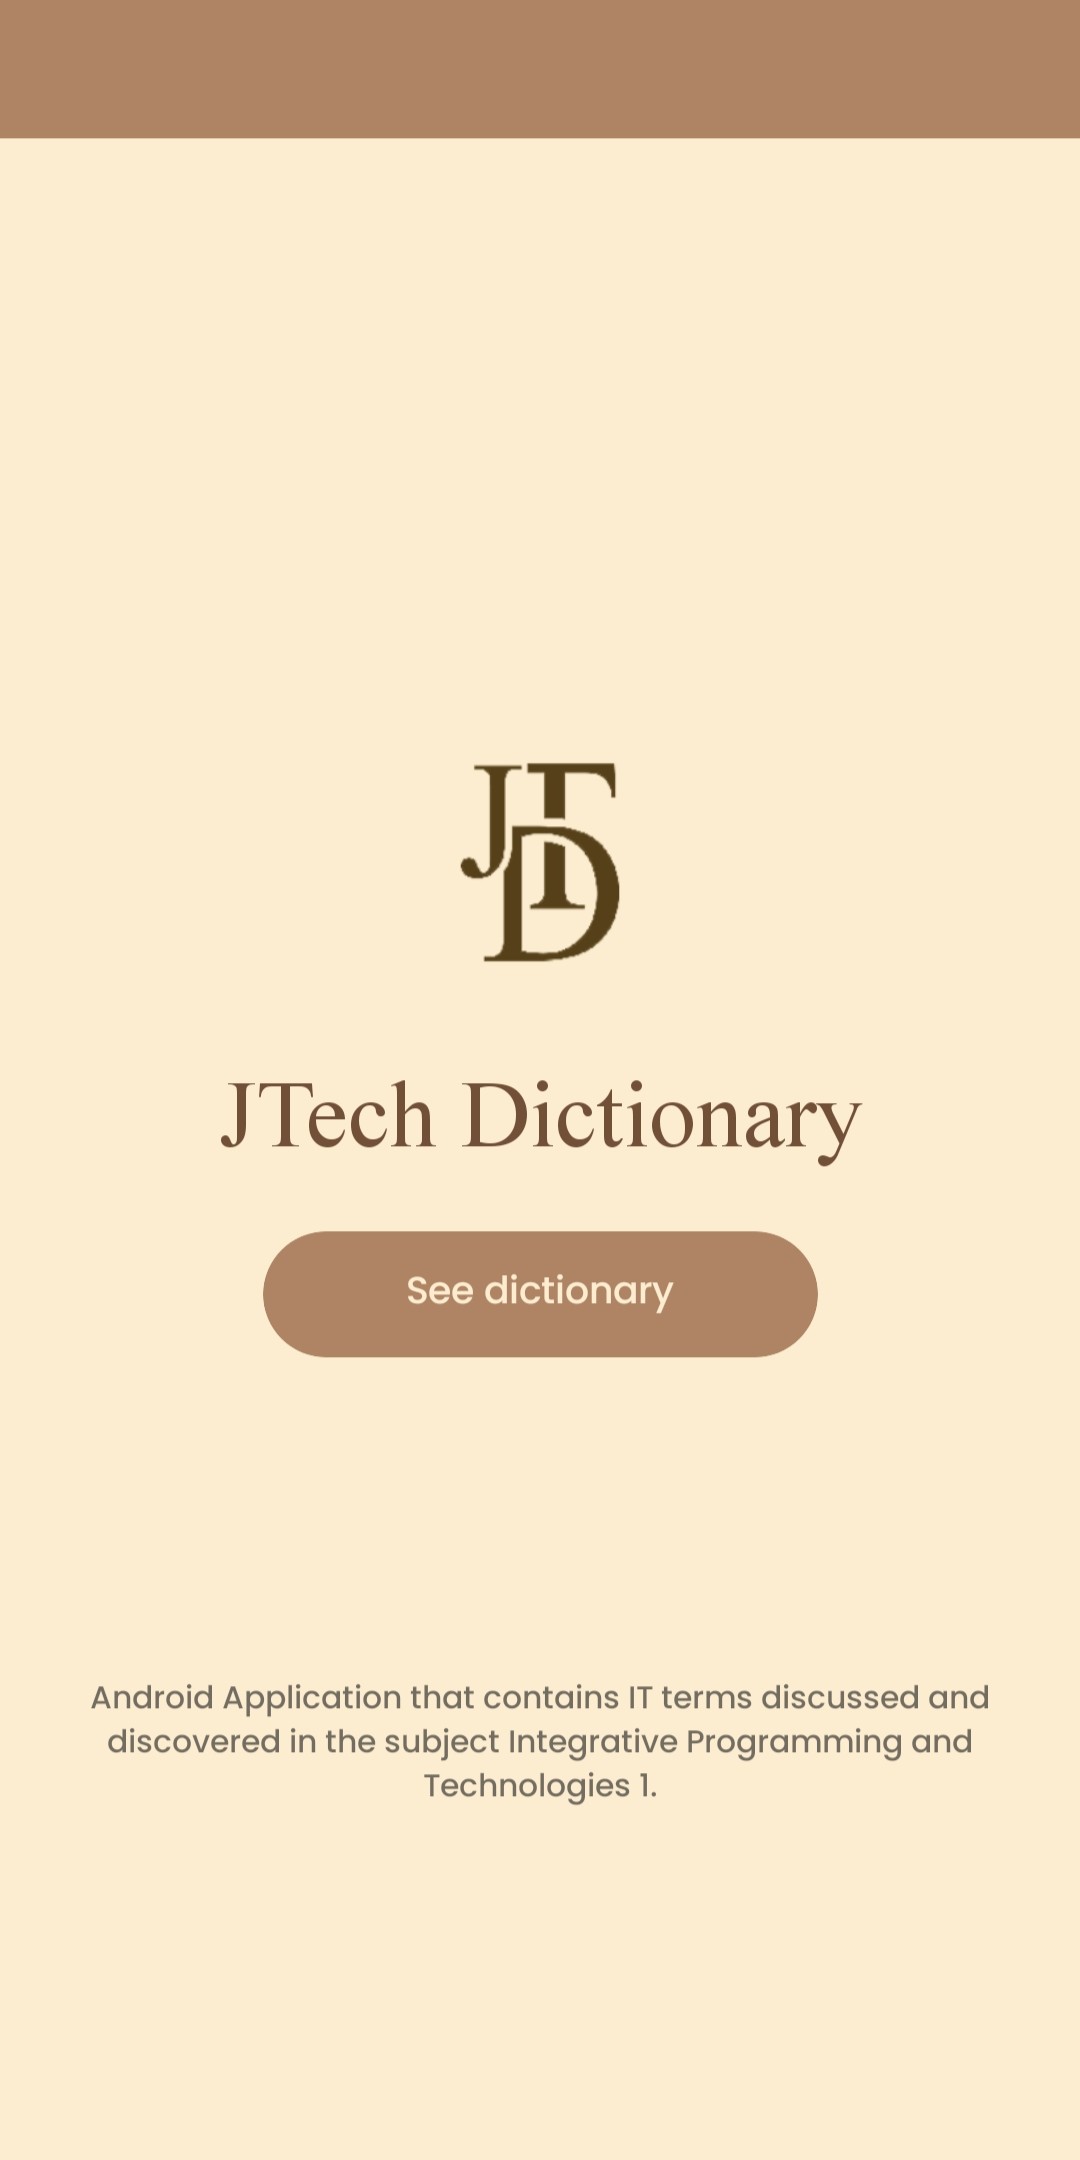 JTD
JTech Dictionary
See dictionary
Android Application that contains IT terms discussed and
discovered in the subject Integrative Programming and
Technologies 1.